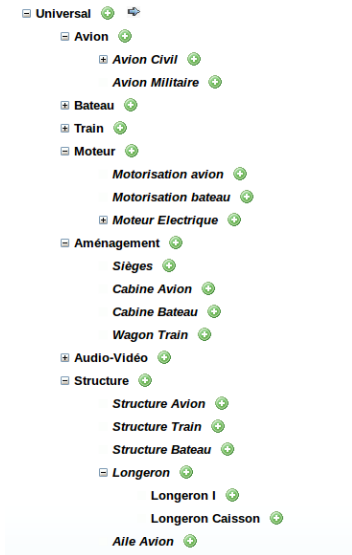 Universal
Avion
Avion Civil
Avion Militaire
Bateau
Train
Moteur
Motorisation avion
Motorisation bateau
Moteur Electrique
Aménagement
Sièges
Cabine Avion
Cabine Bateau
Wagon Train
Audio-Vidéo
Structure
Structure Avion
Structure Train
Structure Bateau
Longeron
Longeron I
Longeron Caisson
Aile Avion